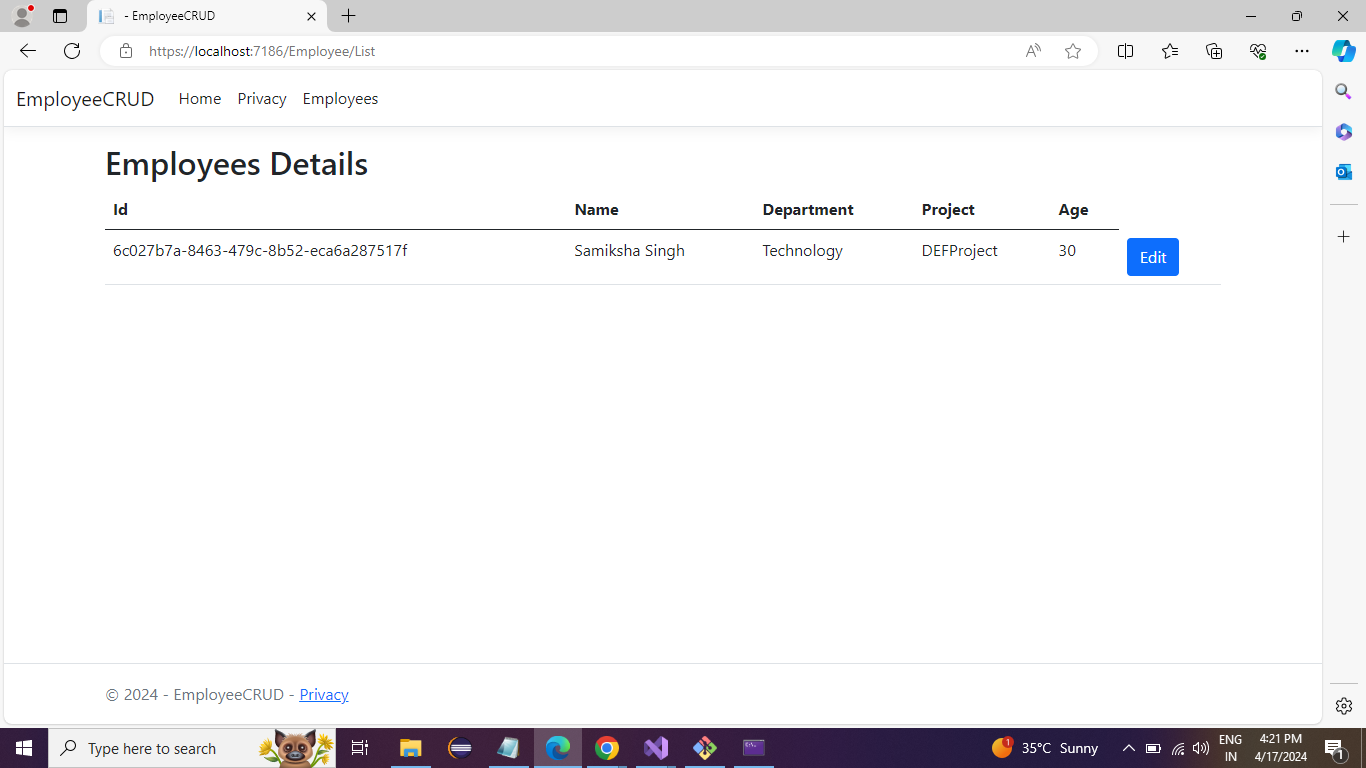 - EmployeeCRUD
https://localhost:7186/Employee/List
EmployeeCRUD Home Privacy Employees
Employees Details
Id Name Department Project Age
6c027b7a-8463-479c-8b52-eca6a287517f Samiksha Singh Technology DEFProject 30 Edit
© 2024 - EmployeeCRUD - Privacy
Type here to search
1
35°C Sunny
ENG
IN
4:21 PM
4/17/2024
1